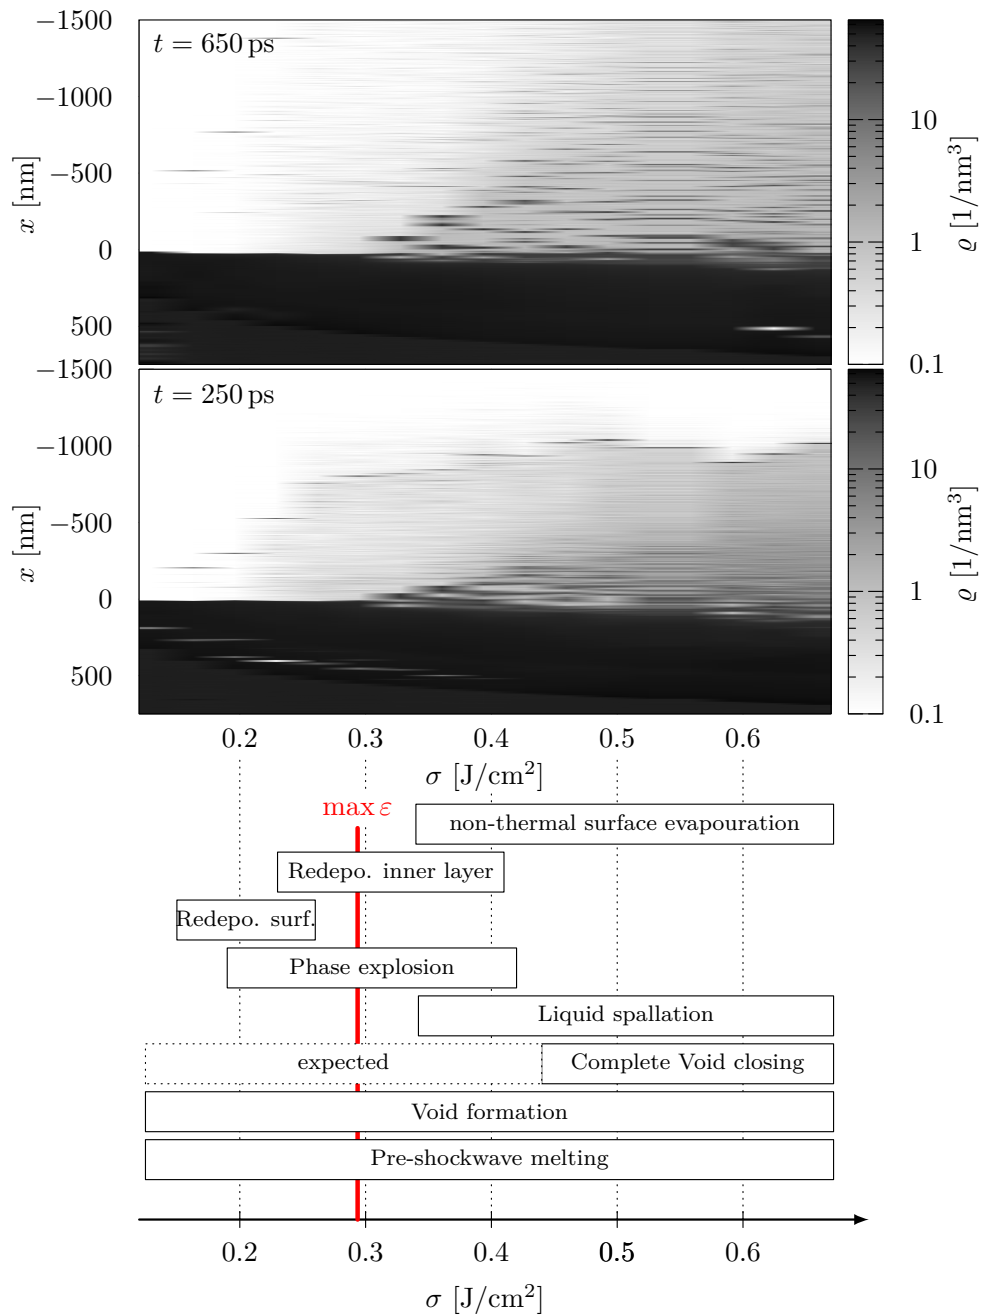 −1500
t = 650 ps
−1000
−500
0
500
x [nm]
10
1
0.1
ϱ [1/nm³]
−1500
t = 250 ps
−1000
−500
0
500
x [nm]
10
1
0.1
ϱ [1/nm³]
0.2 0.3 0.4 0.5 0.6
σ [J/cm²]
max ε
non-thermal surface evapouration
Redepo. inner layer
Redepo. surf.
Phase explosion
Liquid spallation
expected
Complete Void closing
Void formation
Pre-shockwave melting
0.2 0.3 0.4 0.5 0.6
σ [J/cm²]